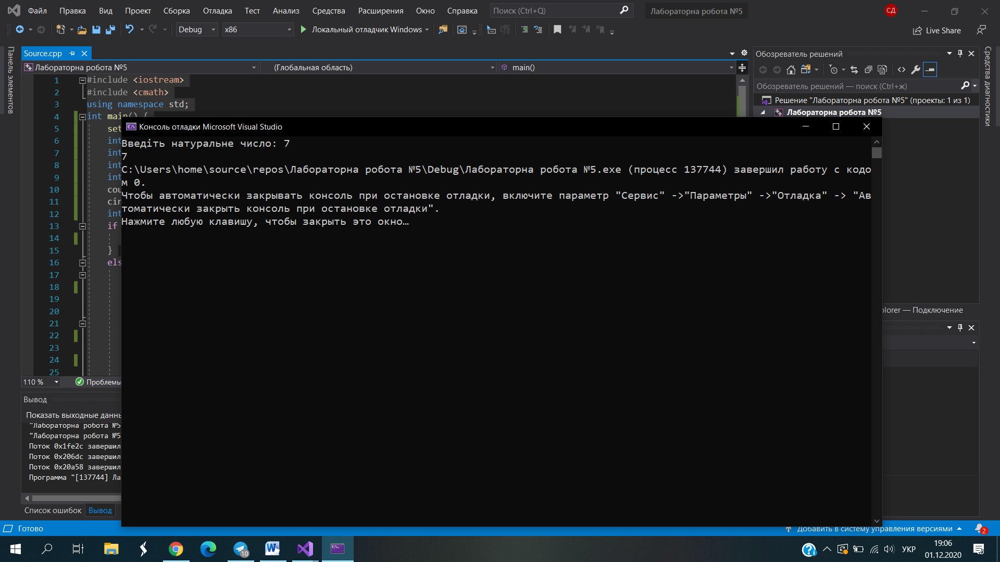 Файл Правка Вид Проект Сборка Отладка Тест Анализ Средства Расширения Окно Справка Поиск (Ctrl+Q) Лабораторна робота №5 СД
Debug x86 Локальный отладчик Windows Live Share
Панель элементов
Source.cpp
Лабораторна робота №5 (Глобальная область) main()
1 #include <iostream>
2 #include <cmath>
3 using namespace std;
4 int main() {
5 set
6 int
7 int
8 int
9 int
10 cou
11 cin
12 int
13 if
14
15 }
16 els
17
18
19
20
21
22
23
24
25
110 % Проблемы
Консоль отладки Microsoft Visual Studio
Введіть натуральне число: 7
7
C:\Users\home\source\repos\Лабораторна робота №5\Debug\Лабораторна робота №5.exe (процесс 137744) завершил работу с кодо
м 0.
Чтобы автоматически закрывать консоль при остановке отладки, включите параметр "Сервис" ->"Параметры" ->"Отладка" -> "Ав
томатически закрыть консоль при остановке отладки".
Нажмите любую клавишу, чтобы закрыть это окно…
Обозреватель решений
Обозреватель решений — поиск (Ctrl+ж)
Решение "Лабораторна робота №5" (проекты: 1 из 1)
Лабораторна робота №5
plorer — Подключение
Средства диагностики
Вывод
Показать выходные данны
"Лабораторна робота №5
"Лабораторна робота №5
Поток 0x1fe2c завершил
Поток 0x206dc завершил
Поток 0x20a58 завершил
Программа "[137744] Ла
Список ошибок Вывод
Готово Добавить в систему управления версиями 2
10 УКР 19:06
01.12.2020